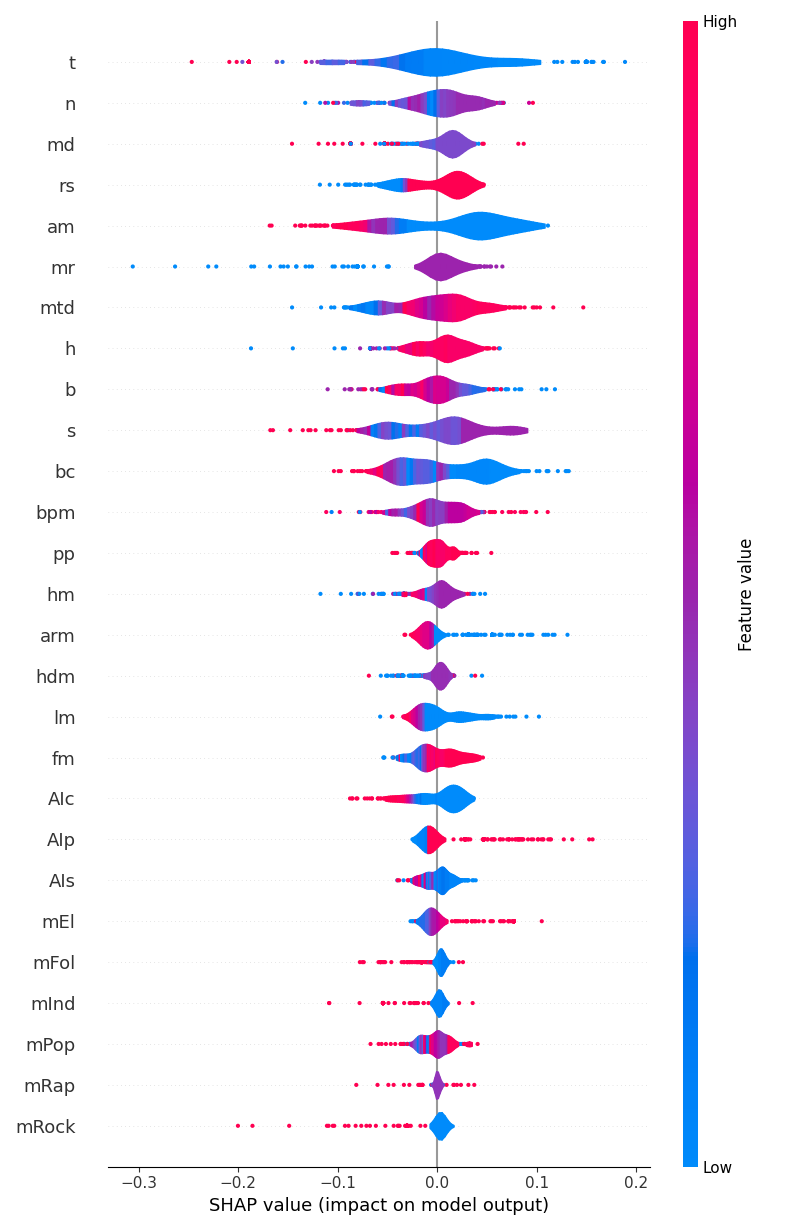 High
t
n
md
rs
am
mr
mtd
h
b
s
bc
bpm
pp
hm
arm
hdm
lm
fm
AIc
AIp
AIs
mEl
mFol
mInd
mPop
mRap
mRock
Feature value
Low
−0.3 −0.2 −0.1 0.0 0.1 0.2
SHAP value (impact on model output)